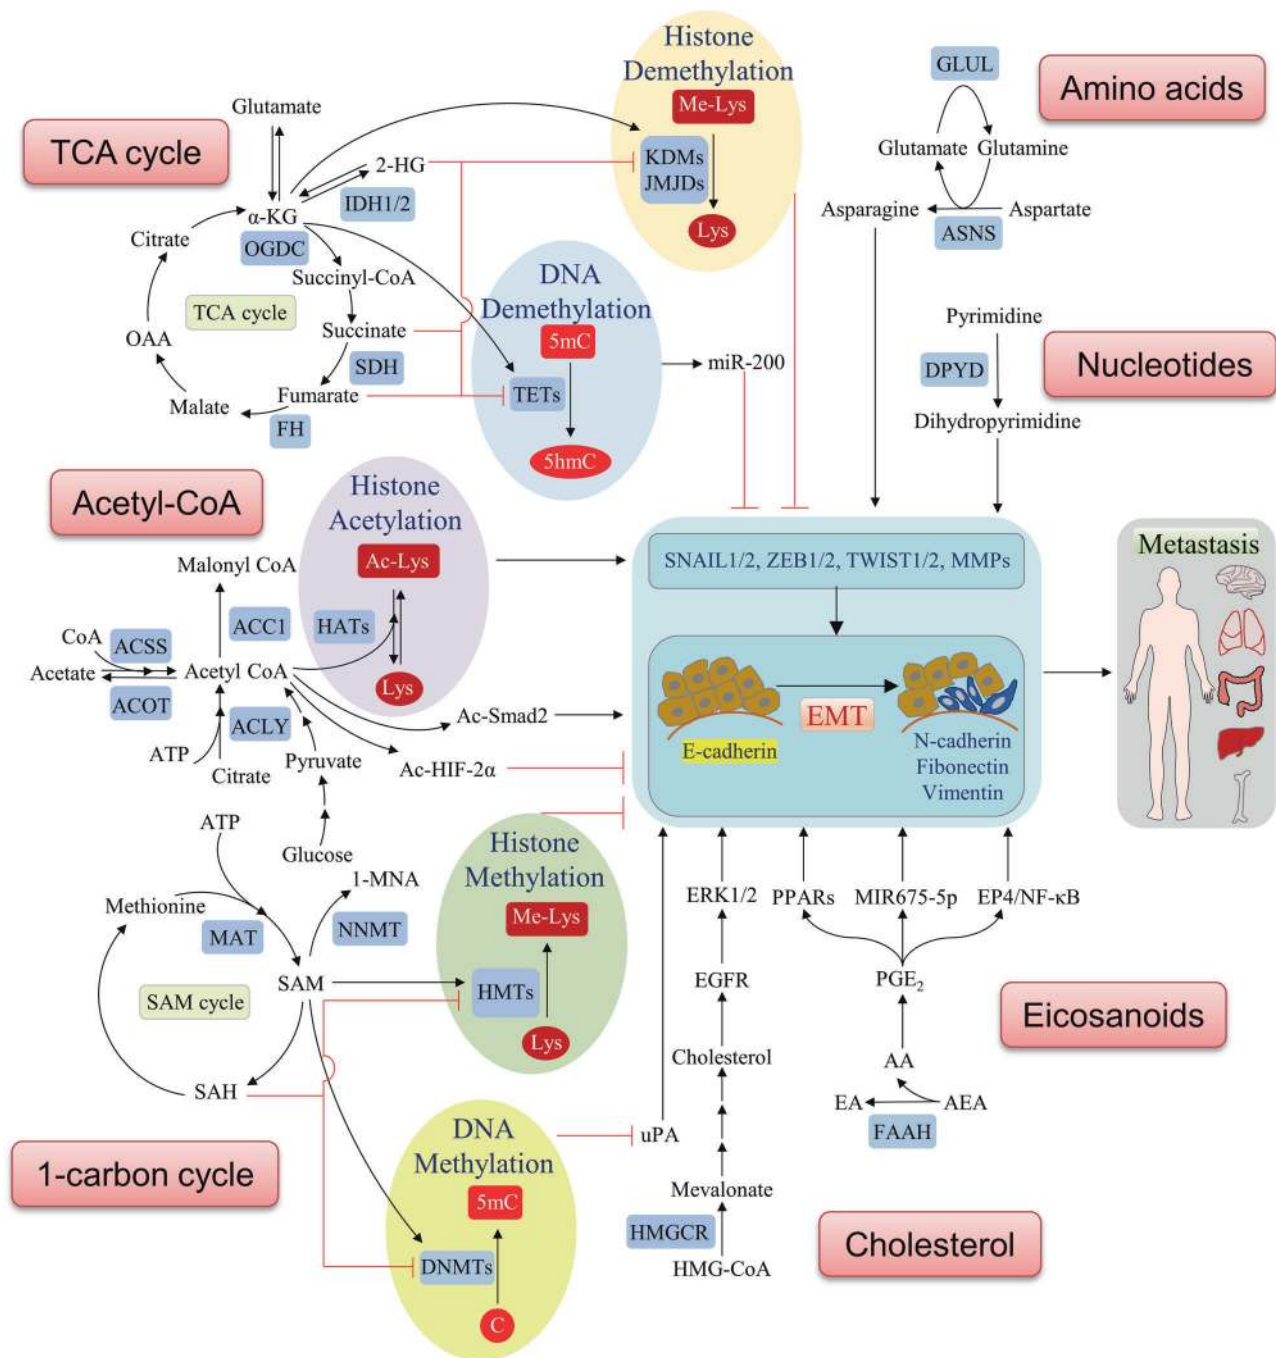 Histone
Demethylation
Me-Lys
KDMs
JMJDs
Lys
GLUL
Amino acids
Glutamate
Glutamine
Asparagine
Aspartate
ASNS
TCA cycle
Glutamate
2-HG
IDH1/2
α-KG
OGDC
Citrate
Succinyl-CoA
TCA cycle
OAA
Succinate
SDH
Fumarate
Malate
FH
DNA
Demethylation
5mC
TETs
5hmC
miR-200
Pyrimidine
DPYD
Nucleotides
Dihydropyrimidine
Acetyl-CoA
Histone
Acetylation
Ac-Lys
HATs
Lys
Malonyl CoA
ACC1
CoA
ACSS
Acetate
Acetyl CoA
ACOT
ACLY
ATP
Citrate
Pyruvate
Glucose
Ac-Smad2
Ac-HIF-2α
SNAIL1/2, ZEB1/2, TWIST1/2, MMPs
EMT
E-cadherin
N-cadherin
Fibonectin
Vimentin
Metastasis
ATP
Methionine
MAT
1-MNA
NNMT
SAM
SAM cycle
SAH
1-carbon cycle
Histone
Methylation
Me-Lys
HMTs
Lys
DNA
Methylation
5mC
DNMTs
C
uPA
ERK1/2
EGFR
Cholesterol
Mevalonate
HMGCR
HMG-CoA
Cholesterol
PPARs
MIR675-5p
EP4/NF-κB
PGE2
Eicosanoids
AA
EA
AEA
FAAH